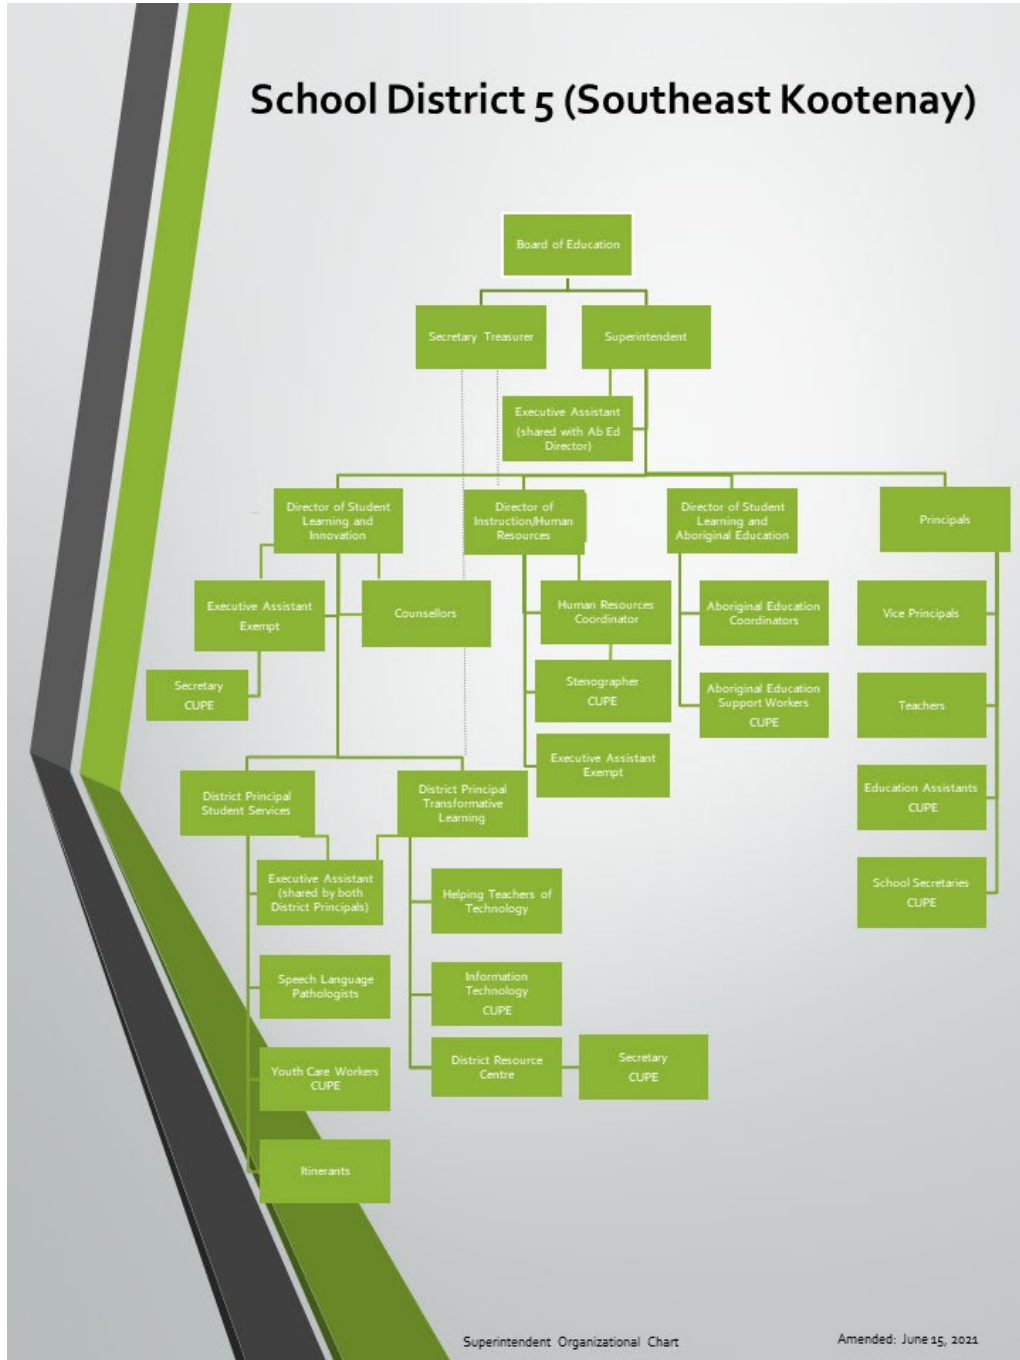 School District 5 (Southeast Kootenay)
Board of Education
Secretary Treasurer
Superintendent
Executive Assistant
(shared with Ab Ed
Director)
Director of Student
Learning and
Innovation
Director of
Instruction/Human
Resources
Director of Student
Learning and
Aboriginal Education
Principals
Executive Assistant
Exempt
Counsellors
Human Resources
Coordinator
Aboriginal Education
Coordinators
Vice Principals
Secretary
CUPE
Stenographer
CUPE
Aboriginal Education
Support Workers
CUPE
Teachers
Executive Assistant
Exempt
District Principal
Student Services
District Principal
Transformative
Learning
Education Assistants
CUPE
Executive Assistant
(shared by both
District Principals)
Helping Teachers of
Technology
School Secretaries
CUPE
Speech Language
Pathologists
Information
Technology
CUPE
Youth Care Workers
CUPE
District Resource
Centre
Secretary
CUPE
Itinerants
Superintendent Organizational Chart
Amended: June 15, 2021